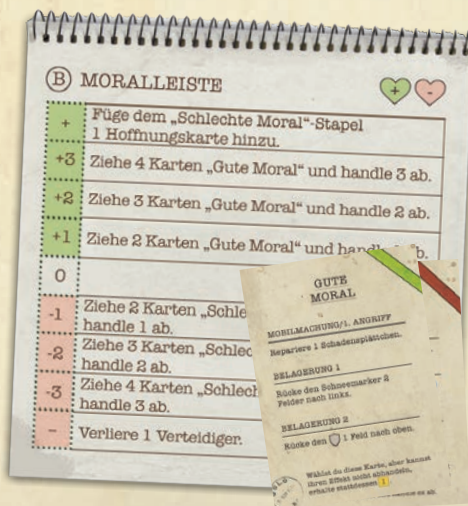 B MORALLEISTE
+ -
+ Füge dem „Schlechte Moral“-Stapel
1 Hoffnungskarte hinzu.
+3 Ziehe 4 Karten „Gute Moral“ und handle 3 ab.
+2 Ziehe 3 Karten „Gute Moral“ und handle 2 ab.
+1 Ziehe 2 Karten „Gute Moral“ und
0
-1 Ziehe 2 Karten „Schle
handle 1 ab.
-2 Ziehe 3 Karten „Schlec
handle 2 ab.
-3 Ziehe 4 Karten „Schlech
handle 3 ab.
- Verliere 1 Verteidiger.
GUTE
MORAL
MOBILMACHUNG/1. ANGRIFF
Repariere 1 Schadensplättchen.
BELAGERUNG 1
Rücke den Schneemarker 2
Felder nach links.
BELAGERUNG 2
Rücke den 1 Feld nach oben.
Wählst du diese Karte, aber kannst
ihren Effekt nicht abhandeln,
erhalte stattdessen 1